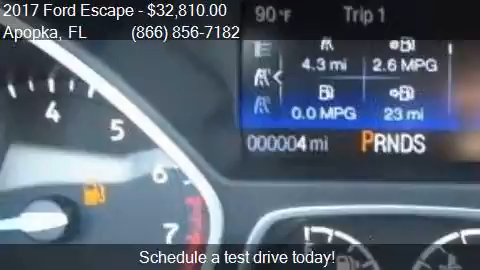 2017 Ford Escape - $32,810.00
Apopka, FL (866) 856-7182
90°F Trip 1
4.3 mi 2.6 MPG
0.0 MPG 23 mi
000004 mi PRNDS
4
5
6
7
Schedule a test drive today!